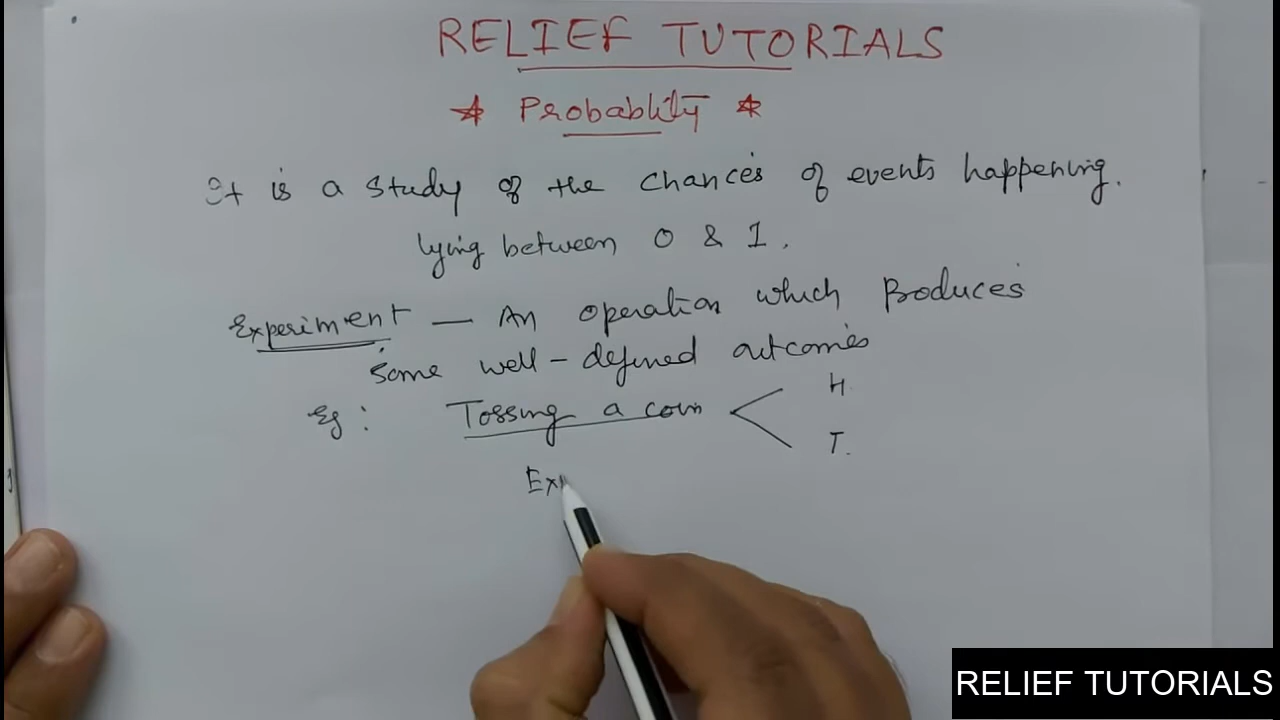 RELIEF TUTORIALS
* Probablity *
It is a study of the chances of events happening.
lying between 0 & 1.
Experiment — An operation which Produces
Some well-defined outcomes
Eg: Tossing a coin < H.
T.
Exp
RELIEF TUTORIALS